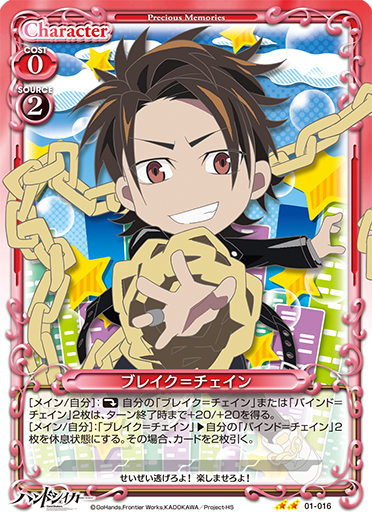 Precious Memories
Character
COST
0
SOURCE
2
ブレイク=チェイン
[メイン/自分]:自分の「ブレイク=チェイン」または「バインド=
チェイン」2枚は、ターン終了時まで+20/+20を得る。
[メイン/自分]:「ブレイク=チェイン」▶自分の「バインド=チェイン」2
枚を休息状態にする。その場合、カードを2枚引く。
せいぜい逃げろよ! 楽しませろよ!
ハンドシェイカー
©GoHands,Frontier Works,KADOKAWA／Project-HS
01-016